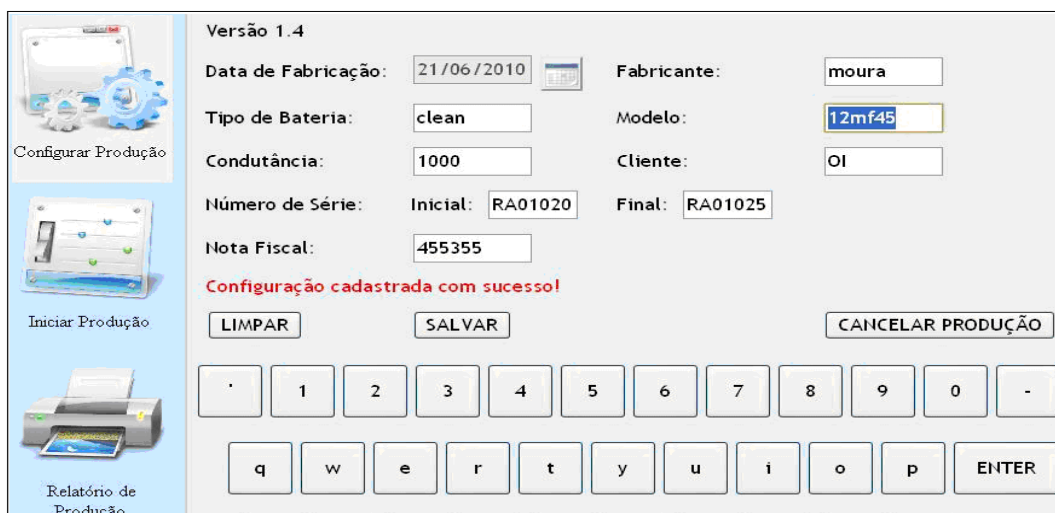 Versão 1.4
Data de Fabricação: 21/06/2010 Fabricante: moura
Tipo de Bateria: clean Modelo: 12mf45
Configurar Produção
Condutância: 1000 Cliente: OI
Número de Série: Inicial: RA01020 Final: RA01025
Nota Fiscal: 455355
Configuração cadastrada com sucesso!
Iniciar Produção
LIMPAR SALVAR CANCELAR PRODUÇÃO
1 2 3 4 5 6 7 8 9 0 -
q w e r t y u i o p ENTER
Relatório de
Produção